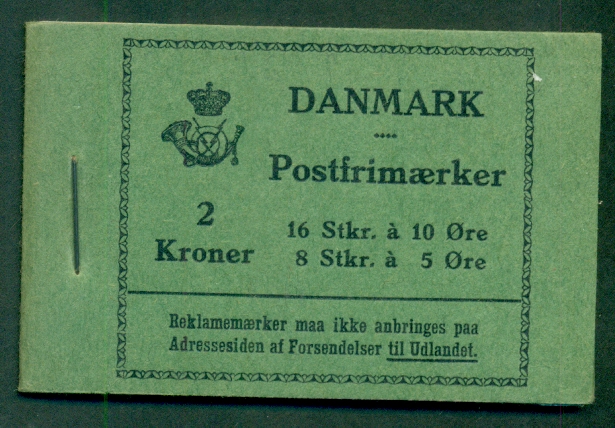 DANMARK
Postfrimærker
2
Kroner
16 Stkr. à 10 Øre
8 Stkr. à 5 Øre
Reklamemærker maa ikke anbringes paa
Adressesiden af Forsendelser til Udlandet.